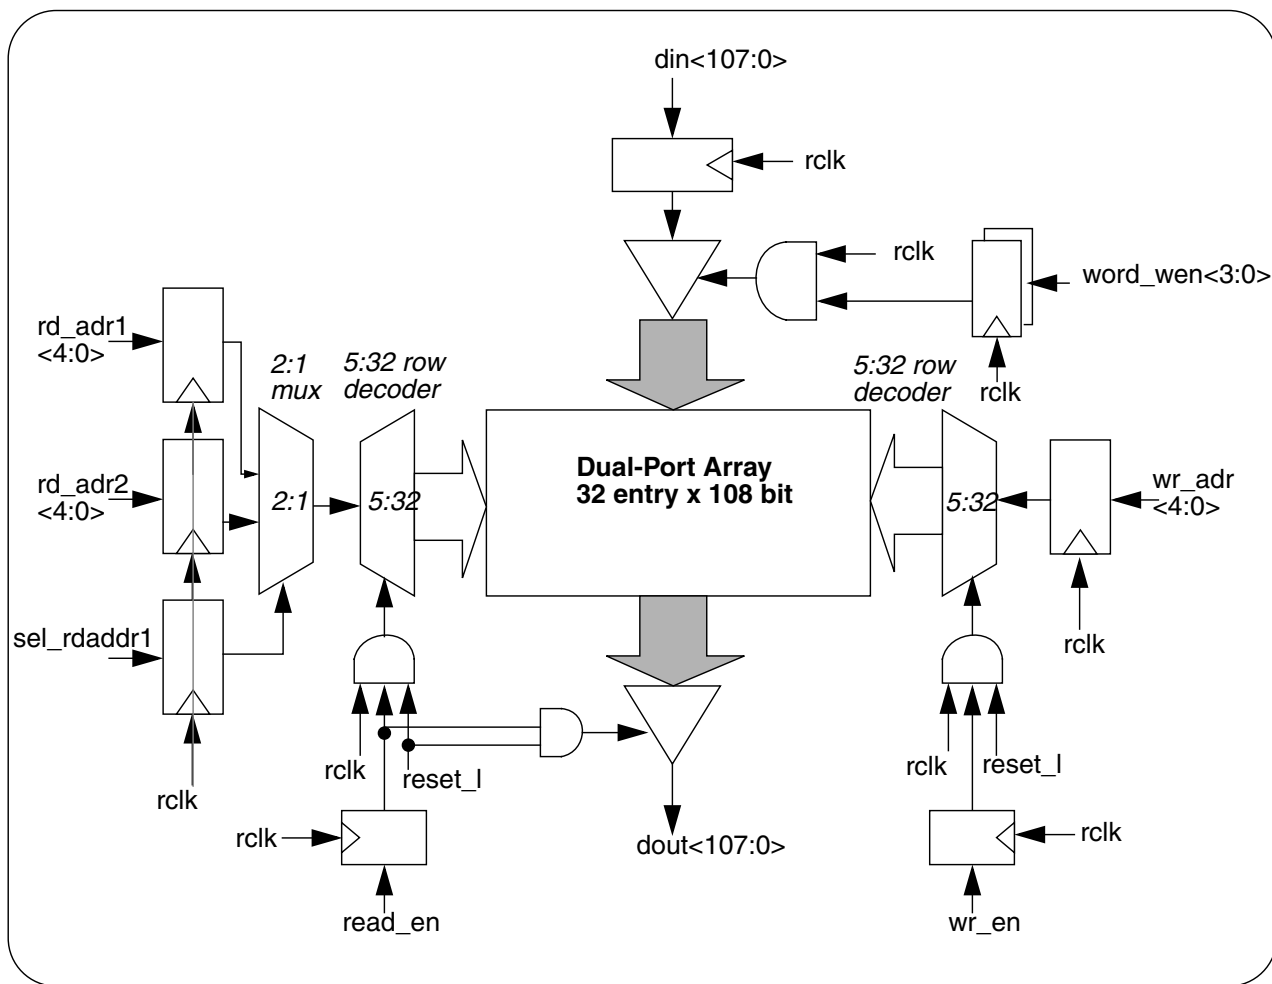 din<107:0>
rclk
rclk
word_wen<3:0>
rclk
rd_adr1
<4:0>
2:1
mux
5:32 row
decoder
5:32 row
decoder
rd_adr2
<4:0>
2:1
5:32
Dual-Port Array
32 entry x 108 bit
5:32
wr_adr
<4:0>
rclk
sel_rdaddr1
rclk
rclk
reset_l
rclk
reset_l
rclk
dout<107:0>
rclk
read_en
wr_en